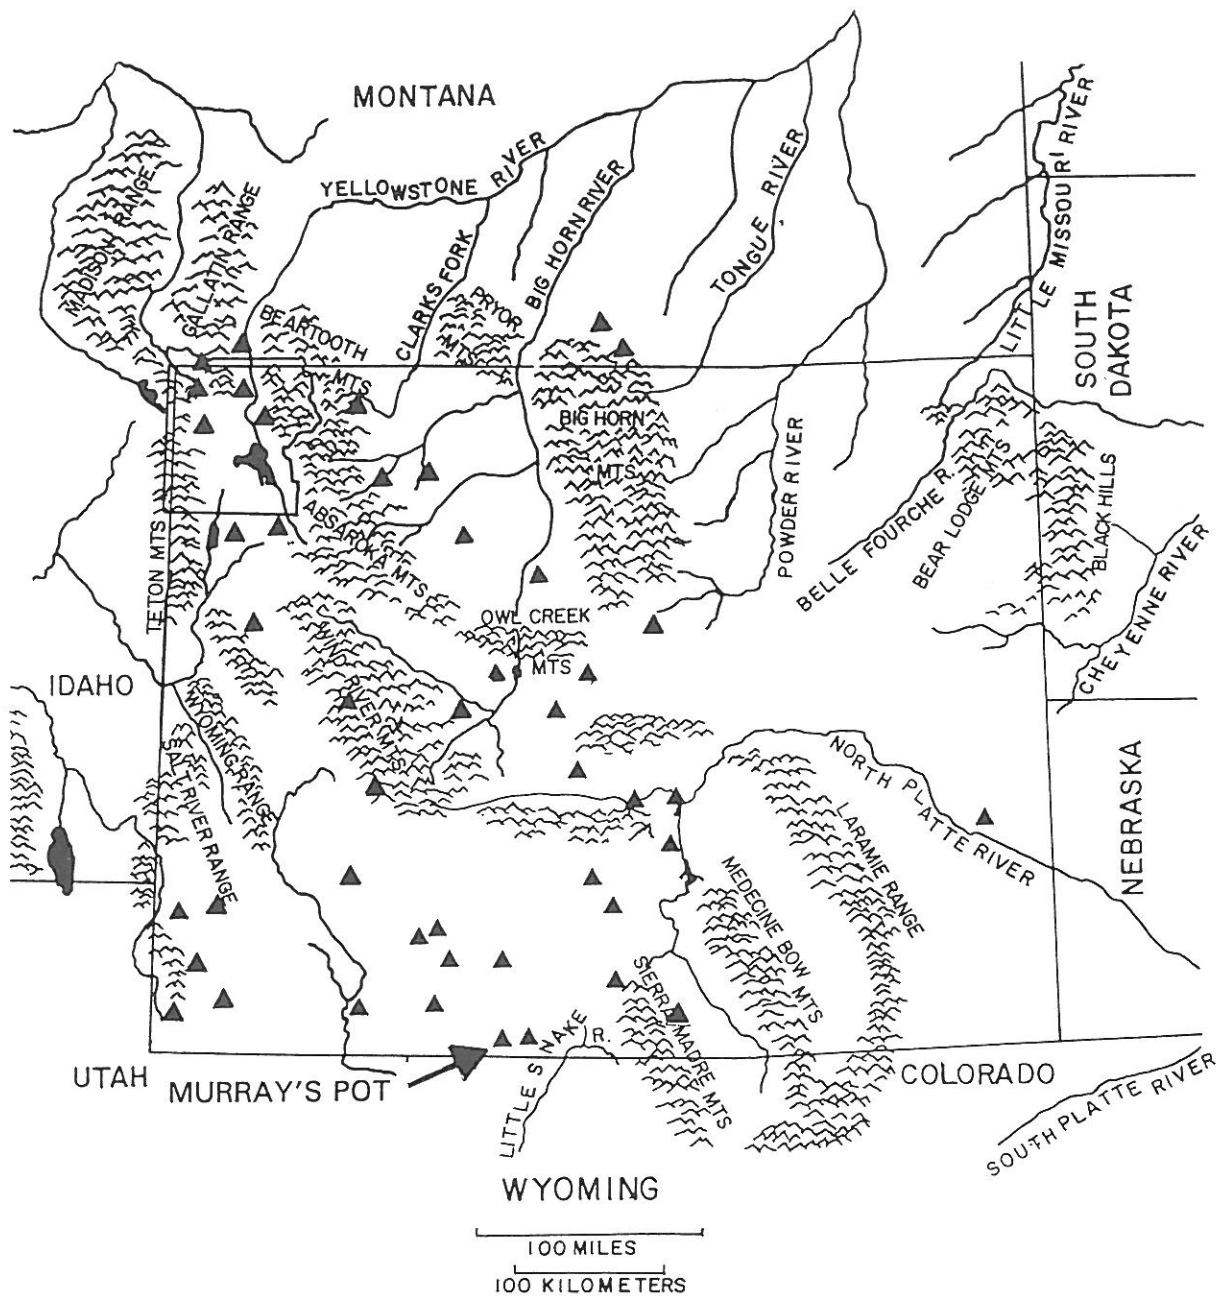 MONTANA
YELLOWSTONE RIVER
MADISON RANGE
GALLATIN RANGE
BEARTOOTH
MTS
CLARKS FORK
PRYOR
MTS
BIG HORN RIVER
TONGUE RIVER
LITTLE MISSOURI RIVER
SOUTH
DAKOTA
BIG HORN
MTS
POWDER RIVER
BELLE FOURCHE R.
BEAR LODGE MTS
BLACK HILLS
CHEYENNE RIVER
TETON MTS
ABSAROKA MTS
OWL CREEK
MTS
IDAHO
WIND RIVER MTS
WYOMING RANGE
SALT RIVER RANGE
NORTH PLATTE RIVER
LARAMIE RANGE
MEDECINE BOW MTS
SIERRA MADRE MTS
NEBRASKA
LITTLE SNAKE R.
UTAH
MURRAY'S POT
COLORADO
SOUTH PLATTE RIVER
WYOMING
100 MILES
100 KILOMETERS